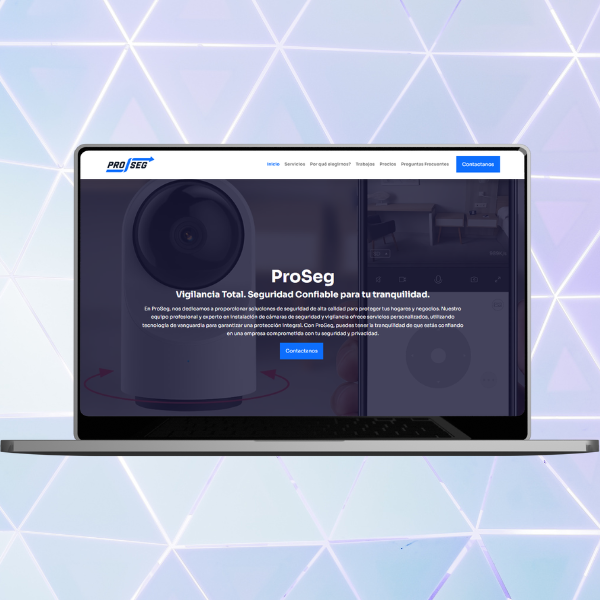 PRO SEG
Inicio Servicios Por qué elegirnos? Trabajos Precios Preguntas Frecuentes Contactanos
ProSeg
Vigilancia Total. Seguridad Confiable para tu tranquilidad.
En ProSeg, nos dedicamos a proporcionar soluciones de seguridad de alta calidad para proteger tus hogares y negocios. Nuestro
equipo profesional y experto en instalación de cámaras de seguridad y vigilancia ofrece servicios personalizados, utilizando
tecnología de vanguardia para garantizar una protección integral. Con ProSeg, puedes tener la tranquilidad de que estás confiando
en una empresa comprometida con tu seguridad y privacidad.
Contactanos